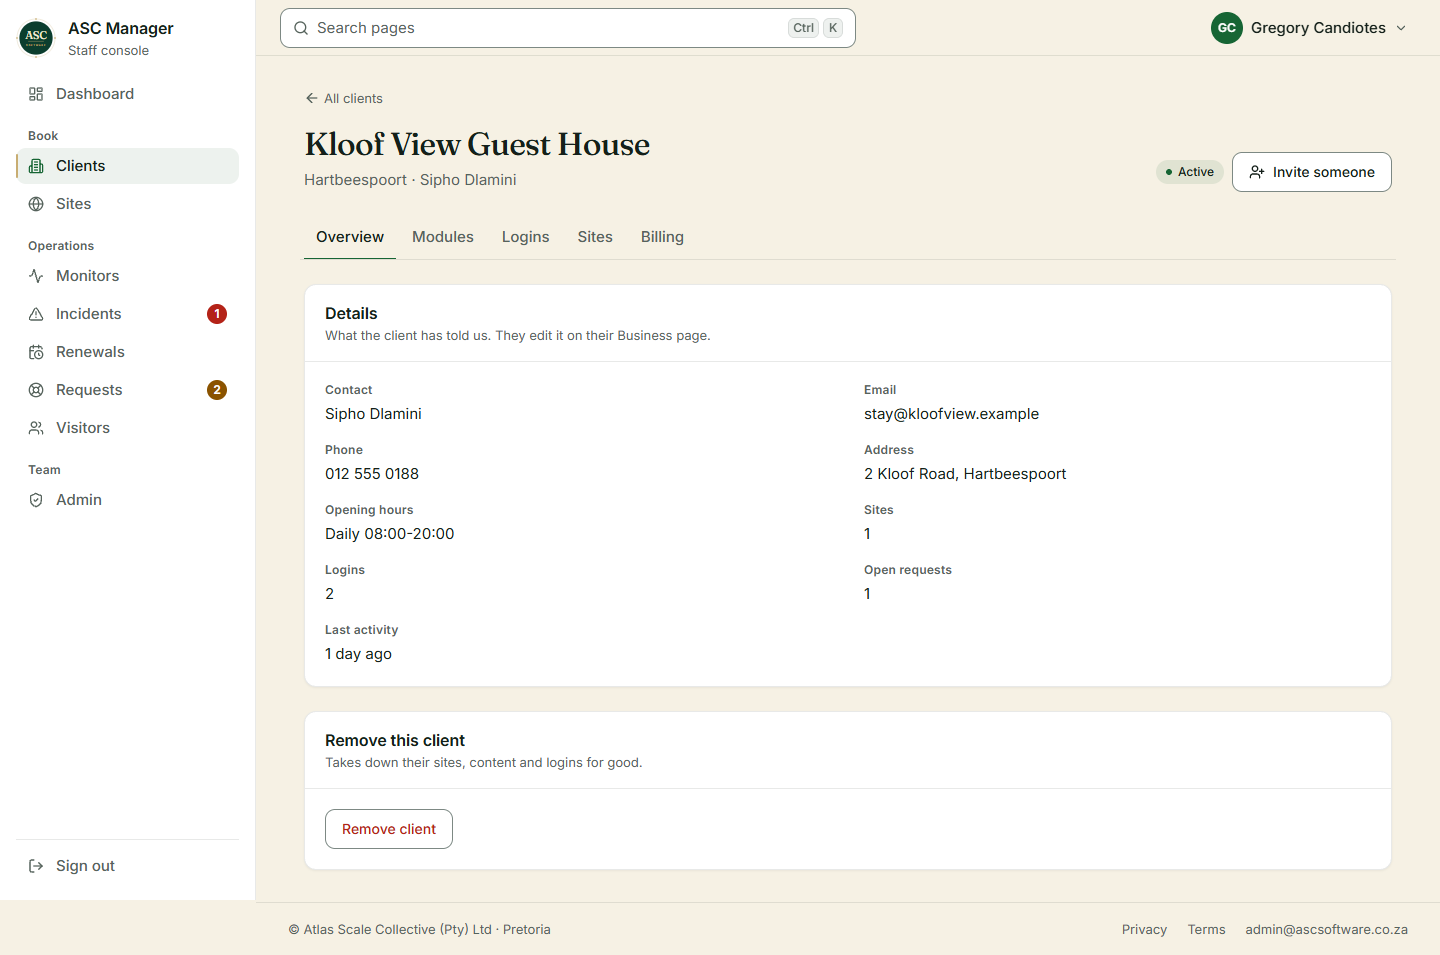 ASC
SOFTWARE
ASC Manager
Staff console
Dashboard
Book
Clients
Sites
Operations
Monitors
Incidents
1
Renewals
Requests
2
Visitors
Team
Admin
Sign out
Search pages
Ctrl
K
GC
Gregory Candiotes
All clients
Kloof View Guest House
Hartbeespoort · Sipho Dlamini
Active
Invite someone
Overview
Modules
Logins
Sites
Billing
Details
What the client has told us. They edit it on their Business page.
Contact
Sipho Dlamini
Email
stay@kloofview.example
Phone
012 555 0188
Address
2 Kloof Road, Hartbeespoort
Opening hours
Daily 08:00-20:00
Sites
1
Logins
2
Open requests
1
Last activity
1 day ago
Remove this client
Takes down their sites, content and logins for good.
Remove client
© Atlas Scale Collective (Pty) Ltd · Pretoria
Privacy
Terms
admin@ascsoftware.co.za